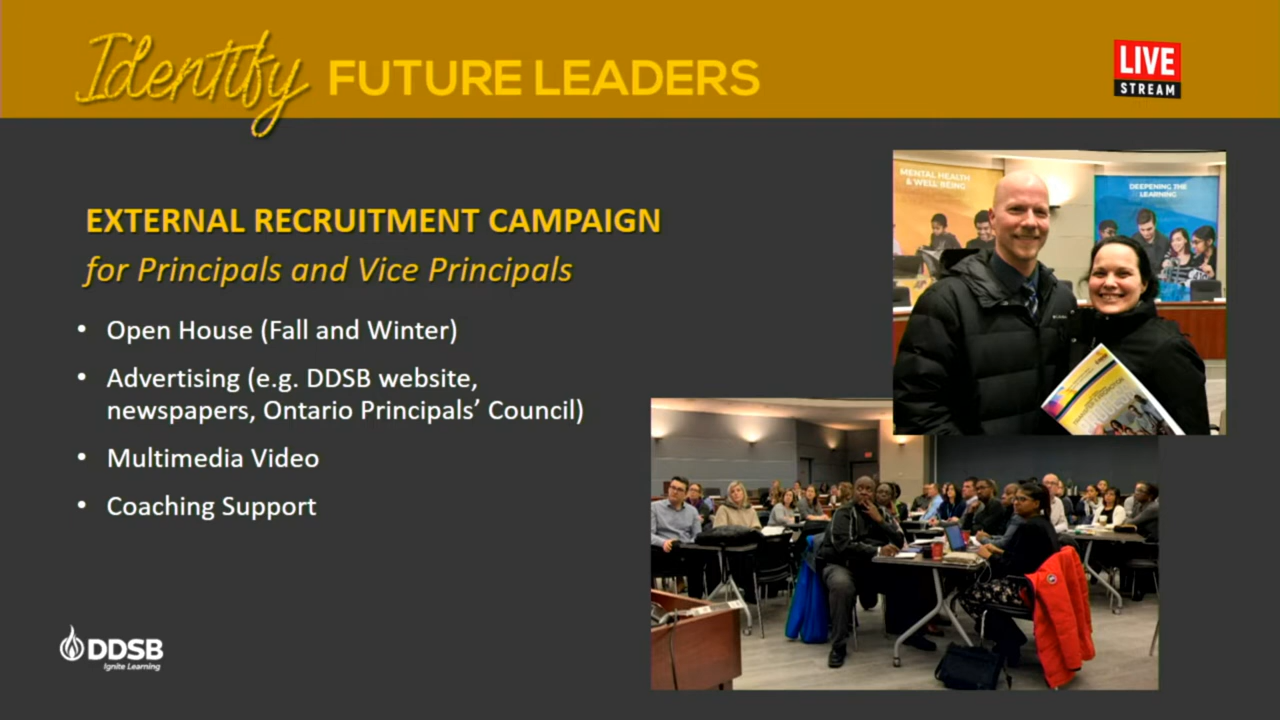 Identify FUTURE LEADERS
LIVE
STREAM
EXTERNAL RECRUITMENT CAMPAIGN
for Principals and Vice Principals
• Open House (Fall and Winter)
• Advertising (e.g. DDSB website,
newspapers, Ontario Principals’ Council)
• Multimedia Video
• Coaching Support
MENTAL HEALTH
& WELL BEING
DEEPENING THE
LEARNING
DDSB
Ignite Learning